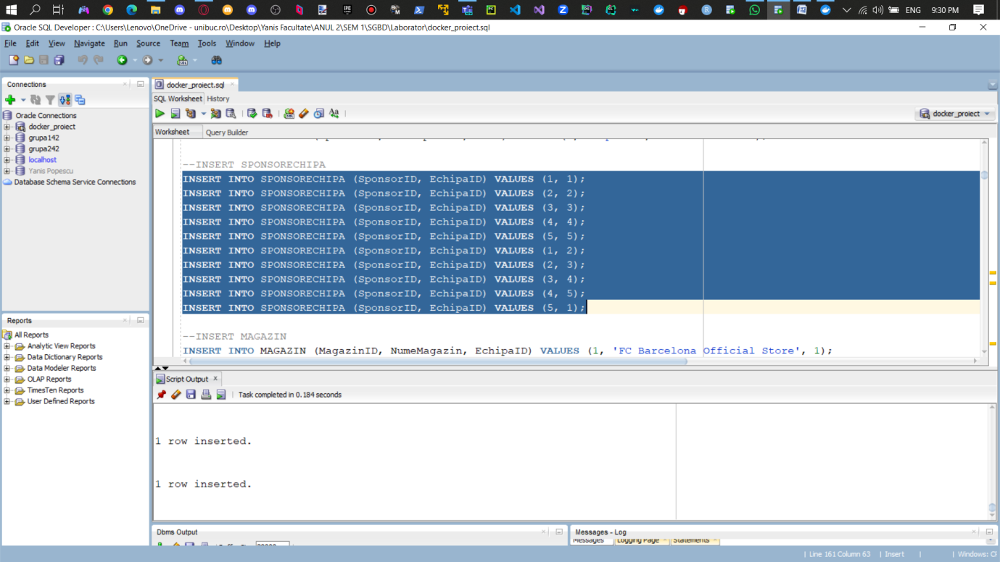 ENG 9:30 PM
Oracle SQL Developer : C:\Users\Lenovo\OneDrive - unibuc.ro\Desktop\Yanis Facultate\ANUL 2\SEM 1\SGBD\Laborator\docker_proiect.sql
File Edit View Navigate Run Source Team Tools Window Help
Connections
docker_proiect.sql
SQL Worksheet History
docker_proiect
Oracle Connections
docker_proiect
grupa142
grupa242
localhost
Yanis Popescu
Database Schema Service Connections
Worksheet Query Builder
--INSERT SPONSORECHIPA
INSERT INTO SPONSORECHIPA (SponsorID, EchipaID) VALUES (1, 1);
INSERT INTO SPONSORECHIPA (SponsorID, EchipaID) VALUES (2, 2);
INSERT INTO SPONSORECHIPA (SponsorID, EchipaID) VALUES (3, 3);
INSERT INTO SPONSORECHIPA (SponsorID, EchipaID) VALUES (4, 4);
INSERT INTO SPONSORECHIPA (SponsorID, EchipaID) VALUES (5, 5);
INSERT INTO SPONSORECHIPA (SponsorID, EchipaID) VALUES (1, 2);
INSERT INTO SPONSORECHIPA (SponsorID, EchipaID) VALUES (2, 3);
INSERT INTO SPONSORECHIPA (SponsorID, EchipaID) VALUES (3, 4);
INSERT INTO SPONSORECHIPA (SponsorID, EchipaID) VALUES (4, 5);
INSERT INTO SPONSORECHIPA (SponsorID, EchipaID) VALUES (5, 1);
--INSERT MAGAZIN
INSERT INTO MAGAZIN (MagazinID, NumeMagazin, EchipaID) VALUES (1, 'FC Barcelona Official Store', 1);
Reports
All Reports
Analytic View Reports
Data Dictionary Reports
Data Modeler Reports
OLAP Reports
TimesTen Reports
User Defined Reports
Script Output
Task completed in 0.184 seconds
1 row inserted.
1 row inserted.
Dbms Output
Messages - Log
Messages Logging Page Statements
Line 161 Column 63 Insert Windows: CF